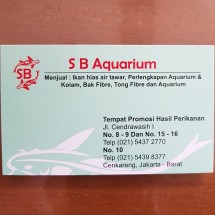 SB
S B Aquarium
Menjual : Ikan hias air tawar, Perlengkapan Aquarium &
Kolam, Bak Fibre, Tong Fibre dan Aquarium
Tempat Promosi Hasil Perikanan
Jl. Cendrawasih I
No. 8 - 9 Dan No. 15 - 16
Telp (021) 5437 2770
No. 10
Telp (021) 5439 8377
Cenkareng, Jakarta - Barat